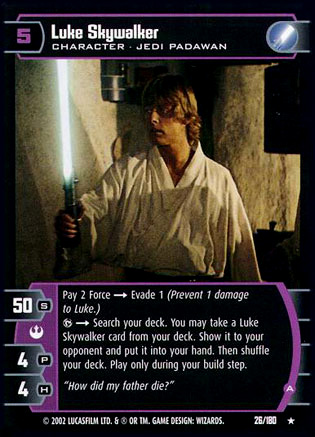 5
Luke Skywalker
CHARACTER · JEDI PADAWAN
50 S
4 P
4 H
Pay 2 Force → Evade 1 (Prevent 1 damage
to Luke.)
→ Search your deck. You may take a Luke
Skywalker card from your deck. Show it to your
opponent and put it into your hand. Then shuffle
your deck. Play only during your build step.
“How did my father die?”
A
© 2002 LUCASFILM LTD. & ® OR TM. GAME DESIGN: WIZARDS.
26/180 ★